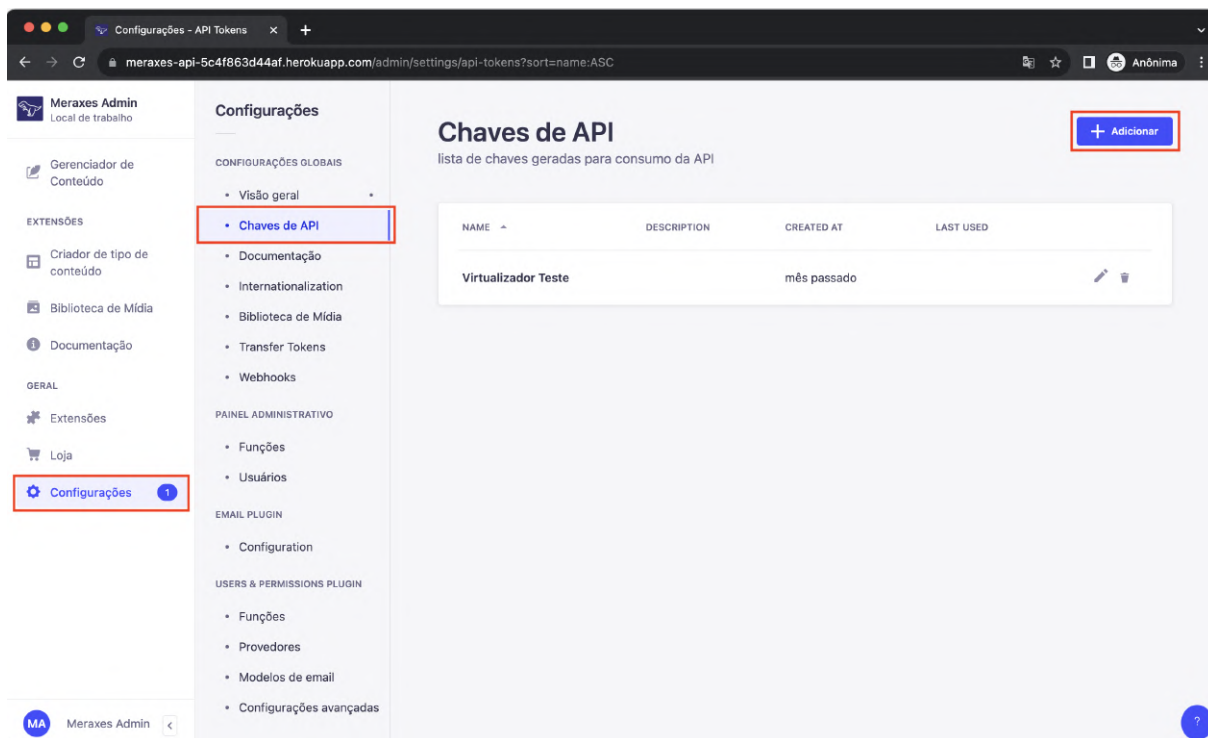 Configurações - API Tokens
meraxes-api-5c4f863d44af.herokuapp.com/admin/settings/api-tokens?sort=name:ASC
Anônima
Meraxes Admin
Local de trabalho
Gerenciador de
Conteúdo
EXTENSÕES
Criador de tipo de
conteúdo
Biblioteca de Mídia
Documentação
GERAL
Extensões
Loja
Configurações 1
MA Meraxes Admin
Configurações
CONFIGURAÇÕES GLOBAIS
Visão geral
Chaves de API
Documentação
Internationalization
Biblioteca de Mídia
Transfer Tokens
Webhooks
PAINEL ADMINISTRATIVO
Funções
Usuários
EMAIL PLUGIN
Configuration
USERS & PERMISSIONS PLUGIN
Funções
Provedores
Modelos de email
Configurações avançadas
Chaves de API
lista de chaves geradas para consumo da API
+ Adicionar
NAME DESCRIPTION CREATED AT LAST USED
Virtualizador Teste mês passado
?